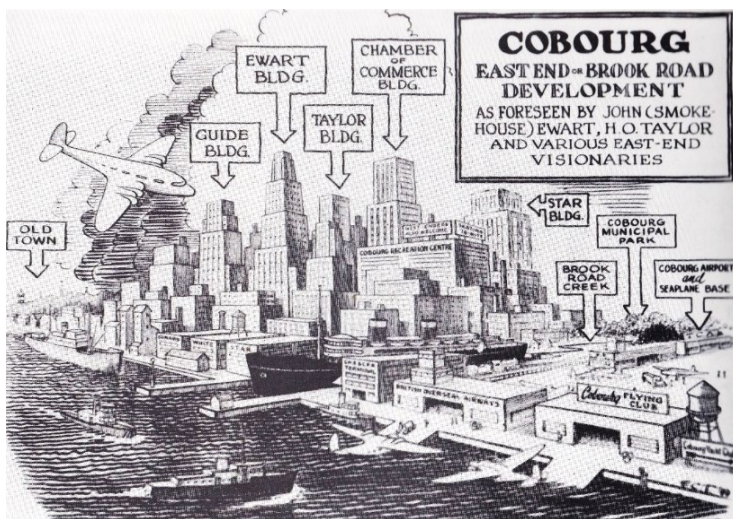 COBOURG
EAST END OR BROOK ROAD
DEVELOPMENT
AS FORESEEN BY JOHN (SMOKE-
HOUSE) EWART, H.O. TAYLOR
AND VARIOUS EAST-END
VISIONARIES
OLD
TOWN
GUIDE
BLDG.
EWART
BLDG.
TAYLOR
BLDG.
CHAMBER
OF
COMMERCE
BLDG.
STAR
BLDG.
COBOURG
MUNICIPAL
PARK
BROOK
ROAD
CREEK
COBOURG AIRPORT
and
SEAPLANE BASE
COBOURG RECREATION CENTRE
OVERSEAS AIRWAYS
Cobourg FLYING
CLUB